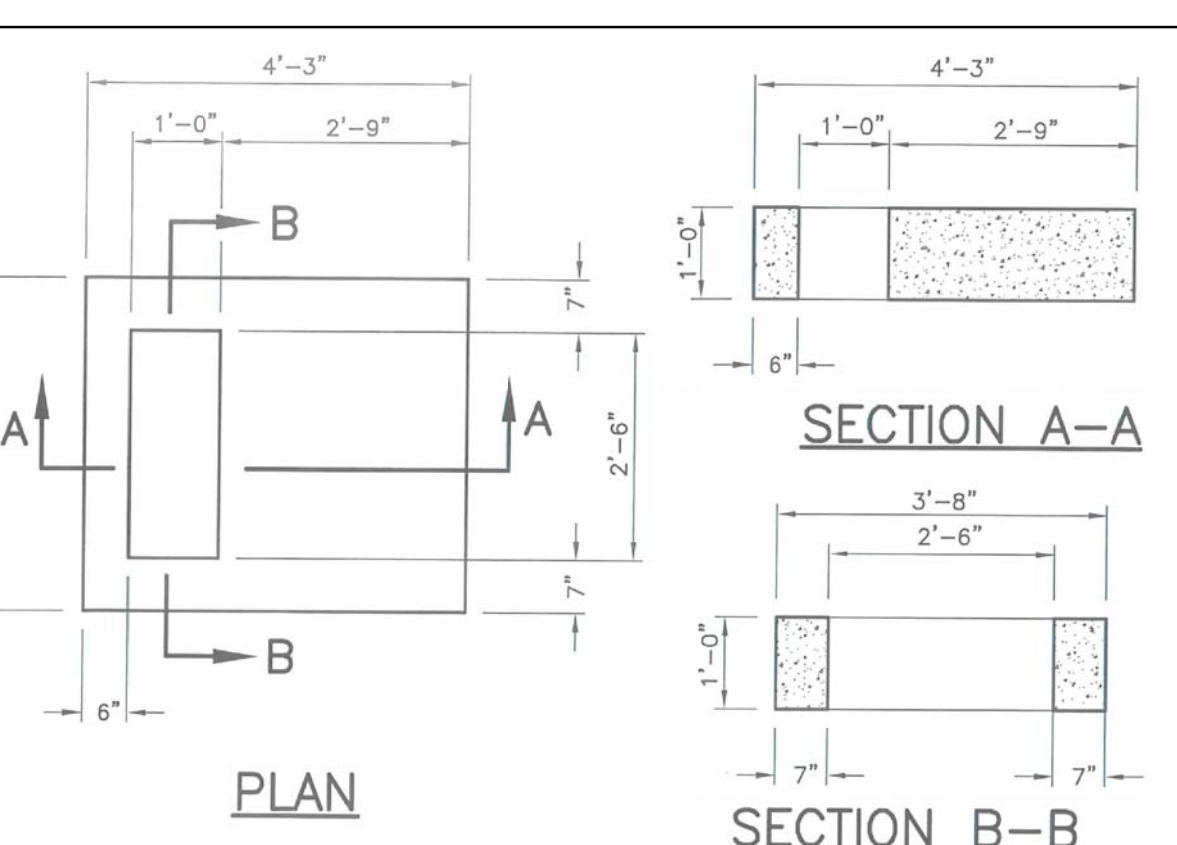 4'-3"
1'-0"
2'-9"
B
7"
A
A
2'-6"
7"
B
6"
PLAN
4'-3"
1'-0"
2'-9"
1'-0"
6"
SECTION A-A
3'-8"
2'-6"
1'-0"
7"
7"
SECTION B-B